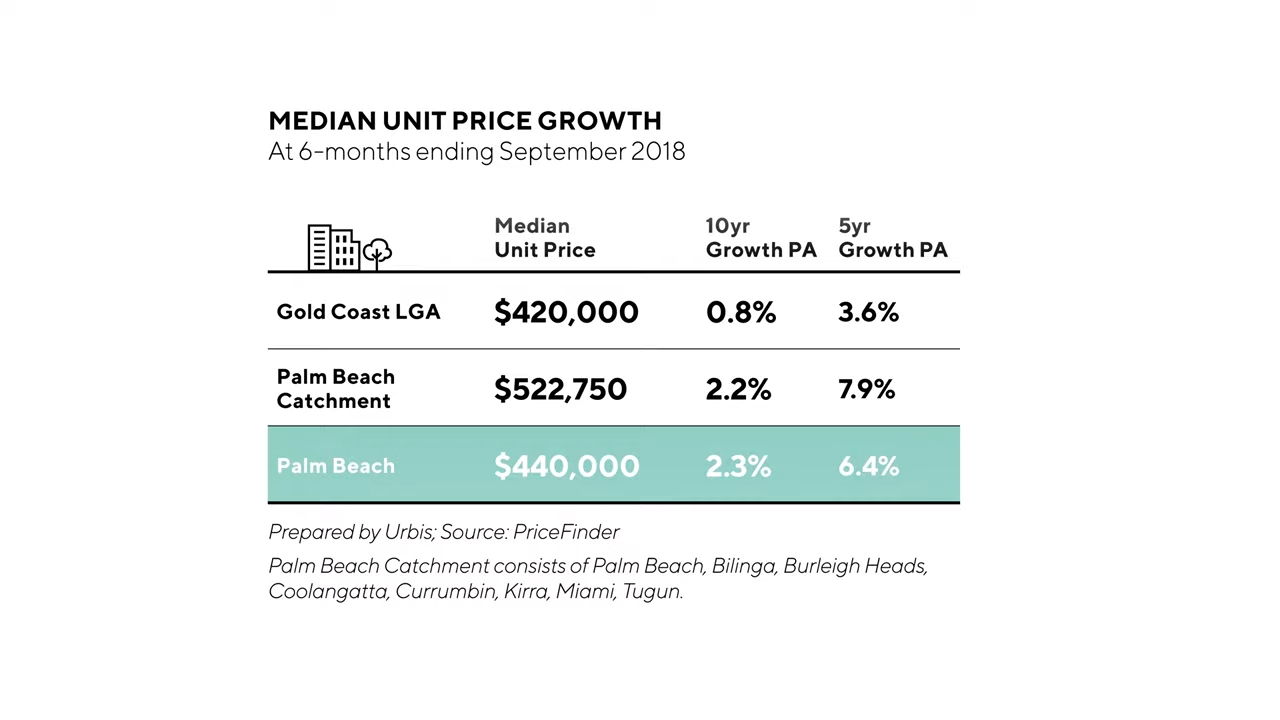 MEDIAN UNIT PRICE GROWTH
At 6-months ending September 2018
Median 10yr 5yr
Unit Price Growth PA Growth PA
Gold Coast LGA $420,000 0.8% 3.6%
Palm Beach
Catchment $522,750 2.2% 7.9%
Palm Beach $440,000 2.3% 6.4%
Prepared by Urbis; Source: PriceFinder
Palm Beach Catchment consists of Palm Beach, Bilinga, Burleigh Heads,
Coolangatta, Currumbin, Kirra, Miami, Tugun.